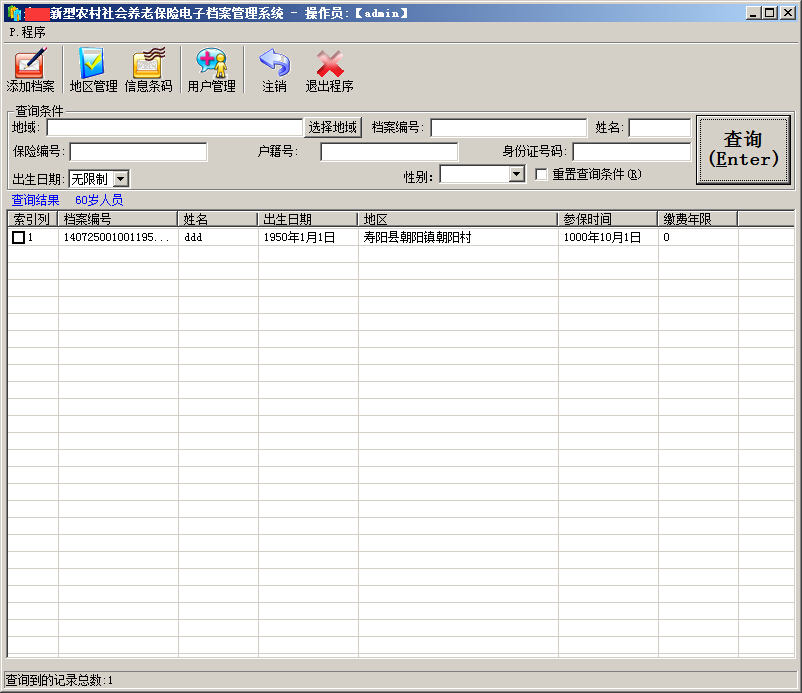 新型农村社会养老保险电子档案管理系统 - 操作员:【admin】
P.程序
添加档案 地区管理 信息条码 用户管理 注销 退出程序
查询条件
地域: 选择地域 档案编号: 姓名:
保险编号: 户籍号: 身份证号码:
出生日期: 无限制 性别: 重置查询条件(R)
查询
(Enter)
查询结果 60岁人员
索引列 档案编号 姓名 出生日期 地区 参保时间 缴费年限
1 140725001001195... ddd 1950年1月1日 寿阳县朝阳镇朝阳村 1000年10月1日 0
查询到的记录总数:1